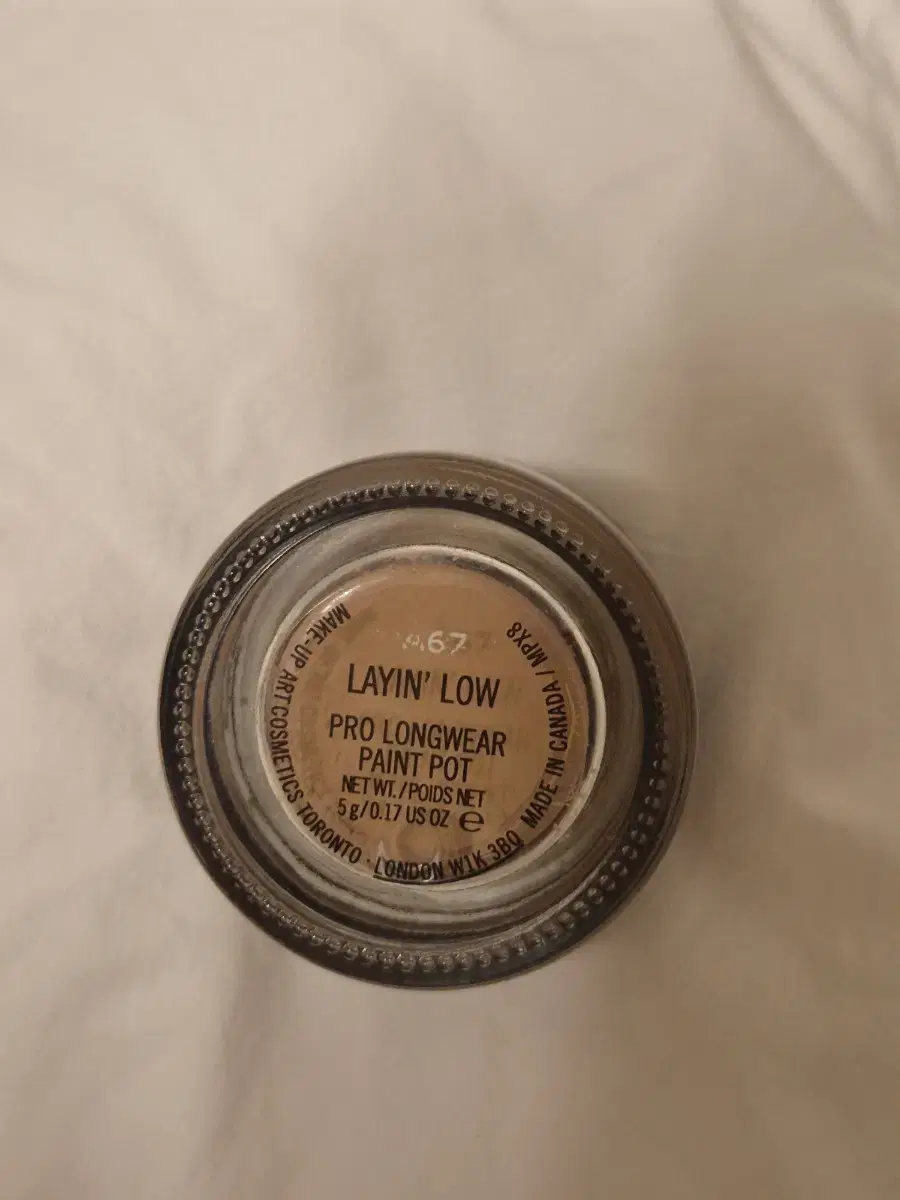 A67
LAYIN' LOW
PRO LONGWEAR
PAINT POT
NET WT./POIDS NET
5 g/0.17 US OZ e
MAKE-UP ART COSMETICS TORONTO · LONDON W1K 3BQ MADE IN CANADA / MPX8